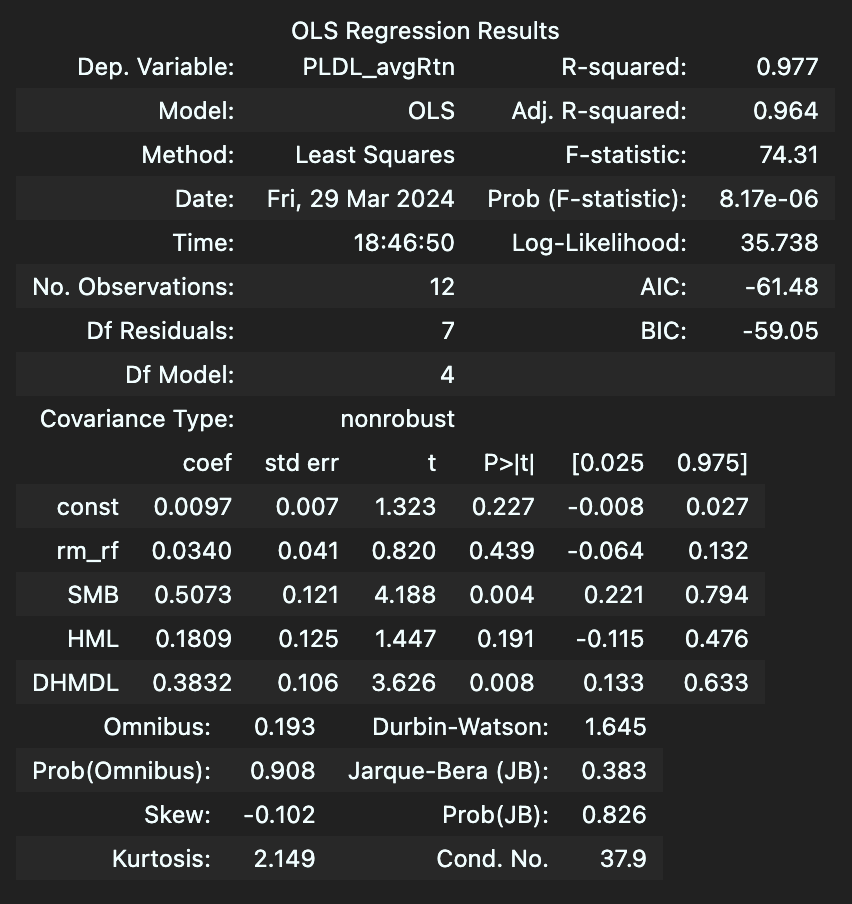 OLS Regression Results
Dep. Variable: PLDL_avgRtn R-squared: 0.977
Model: OLS Adj. R-squared: 0.964
Method: Least Squares F-statistic: 74.31
Date: Fri, 29 Mar 2024 Prob (F-statistic): 8.17e-06
Time: 18:46:50 Log-Likelihood: 35.738
No. Observations: 12 AIC: -61.48
Df Residuals: 7 BIC: -59.05
Df Model: 4
Covariance Type: nonrobust
coef std err t P>|t| [0.025 0.975]
const 0.0097 0.007 1.323 0.227 -0.008 0.027
rm_rf 0.0340 0.041 0.820 0.439 -0.064 0.132
SMB 0.5073 0.121 4.188 0.004 0.221 0.794
HML 0.1809 0.125 1.447 0.191 -0.115 0.476
DHMDL 0.3832 0.106 3.626 0.008 0.133 0.633
Omnibus: 0.193 Durbin-Watson: 1.645
Prob(Omnibus): 0.908 Jarque-Bera (JB): 0.383
Skew: -0.102 Prob(JB): 0.826
Kurtosis: 2.149 Cond. No. 37.9